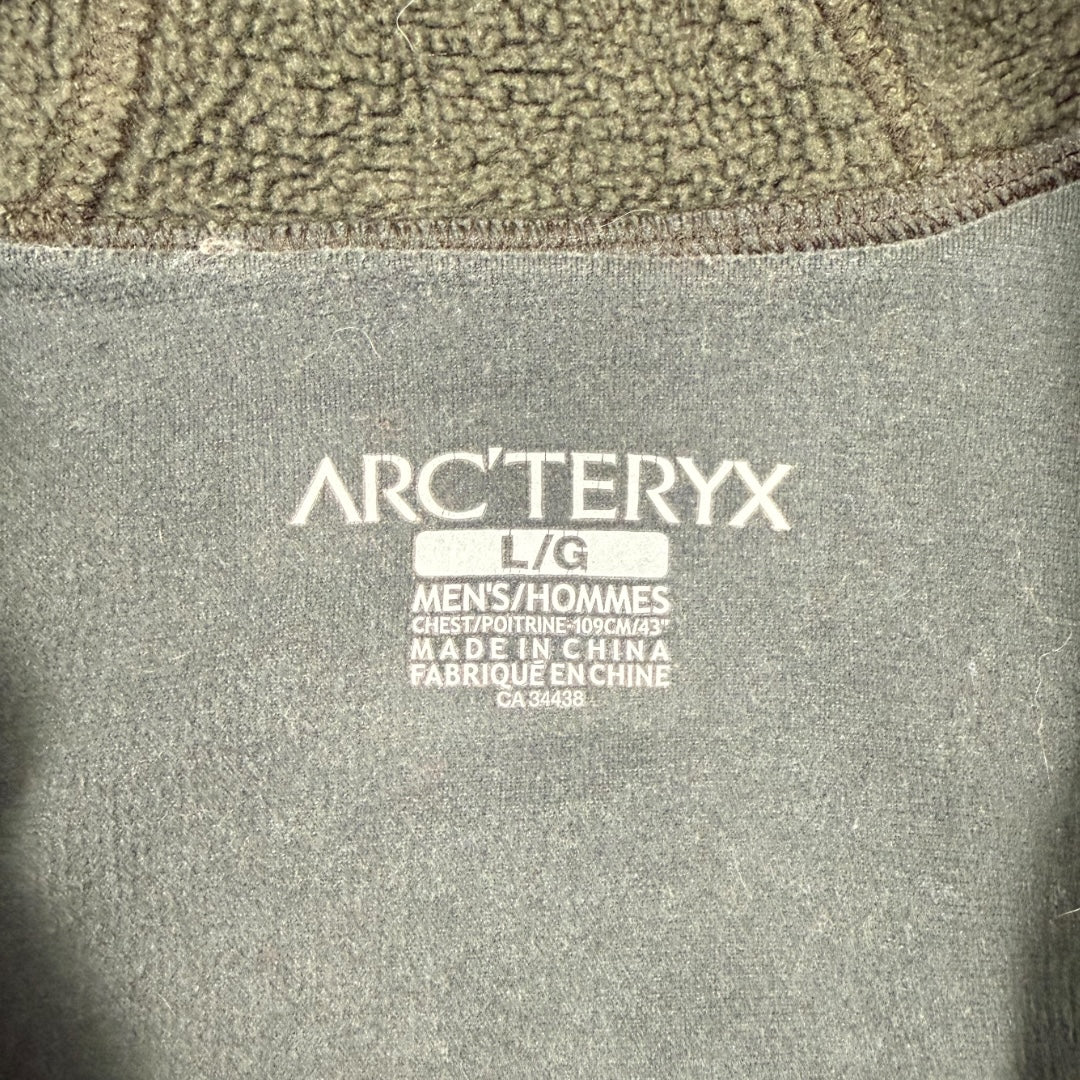 ARC'TERYX
L/G
MEN'S/HOMMES
CHEST/POITRINE-109CM/43"
MADE IN CHINA
FABRIQUÉ EN CHINE
CA 34438